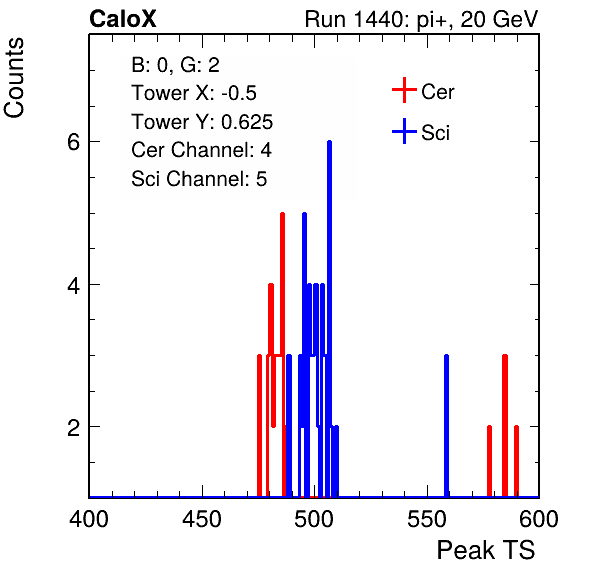 CaloX Run 1440: pi+, 20 GeV
Counts
B: 0, G: 2
Tower X: -0.5
Tower Y: 0.625
Cer Channel: 4
Sci Channel: 5
Cer
Sci
6
4
2
400 450 500 550 600
Peak TS